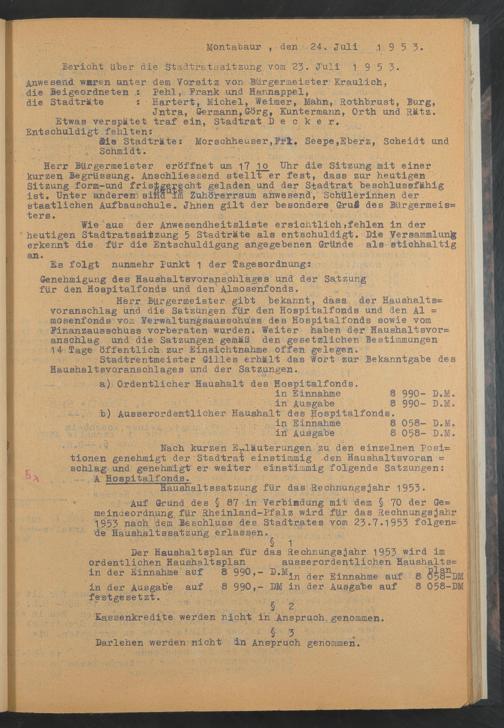 Montabaur , den 24. Juli 1 9 5 3.
Bericht über die Stadtratssitzung vom 23. Juli 1 9 5 3.
Anwesend waren unter dem Vorsitz von Bürgermeister Kraulich,
die Beigeordneten : Pehl, Frank und Hannappel,
die Stadträte : Hartert, Michel, Weimer, Mahn, Rothbrust, Burg,
Jntra, Germann,Görg, Kuntermann, Orth und Rätz.
Etwas verspätet traf ein, Stadtrat D e c k e r.
Entschuldigt fehlten:
Die Stadträte: Morschheuser,Frl. Seepe,Eberz, Scheidt und
Schmidt.
Herr Bürgermeister eröffnet um 17 10 Uhr die Sitzung mit einer
kurzen Begrüssung. Anschliessend stellt er fest, dass zur heutigen
Sitzung form-und fristgerecht geladen und der Stadtrat beschlussfähig
ist. Unter anderem sind im Zuhörerraum anwesend, Schülerinnen der
staatlichen Aufbauschule. Jhnen gilt der besondere Gruß des Bürgermeis=
ters.
Wie aus der Anwesenheitsliste ersichtlich,fehlen in der
heutigen Stadtratssitzung 5 Stadträte als entschuldigt. Die Versammlung
erkennt die für die Entschuldigung angegebenen Gründe als stichhaltig
an.
Es folgt nunmehr Punkt 1 der Tagesordnung:
Genehmigung des Haushaltsvoranschlages und der Satzung
für den Hospitalfonds und den Almosenfonds.
Herr Bürgermeister gibt bekannt, dass der Haushalts=
voranschlag und die Satzungen für den Hospitalfonds und den Al =
mosenfonds vom Verwaltungsausschuss des Hospitalfonds sowie vom
Finanzausschuss vorberaten wurden. Weiter haben der Haushaltsvor=
anschlag und die Satzungen gemäß den gesetzlichen Bestimmungen
14 Tage öffentlich zur Einsichtnahme offen gelegen.
Stadtrentmeister Gilles erhält das Wort zur Bekanntgabe des
Haushaltsvoranschlages und der Satzungen.
a) Ordentlicher Haushalt des Hospitalfonds.
in Einnahme 8 990- D.M.
in Ausgabe 8 990- D.M.
b) Ausserordentlicher Haushalt des Hospitalfonds.
in Einnahme 8 058- D.M.
in Ausgabe 8 058- D.M.
Nach kurzen Erläuterungen zu den einzelnen Posi=
tionen genehmigt der Stadtrat einstimmig den Haushaltsvoran =
schlag und genehmigt er weiter einstimmig folgende Satzungen:
A Hospitalfonds.
Haushaltssatzung für das Rechnungsjahr 1953.
Auf Grund des § 87 in Verbindung mit dem § 70 der Ge=
meindeordnung für Rheinland-Pfalz wird für das Rechnungsjahr
1953 nach dem Beschluss des Stadtrates vom 23.7.1953 folgen=
de Haushaltssatzung erlassen.
§ 1
Der Haushaltsplan für das Rechnungsjahr 1953 wird im
ordentlichen Haushaltsplan ausserordentlichen Haushalts=
plan
in der Einnahme auf 8 990,- D.M. in der Einnahme auf 8 058-DM
in der Ausgabe auf 8 990,- DM in der Ausgabe auf 8 058-DM
festgesetzt.
§ 2
Kassenkredite werden nicht in Anspruch genommen.
§ 3
Darlehen werden nicht in Anspruch genommen.